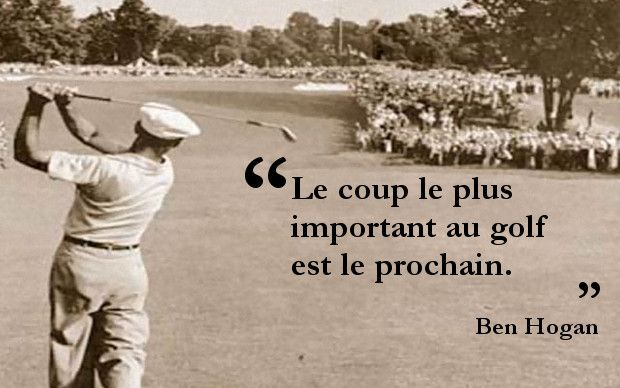 “Le coup le plus
important au golf
est le prochain.
”
Ben Hogan